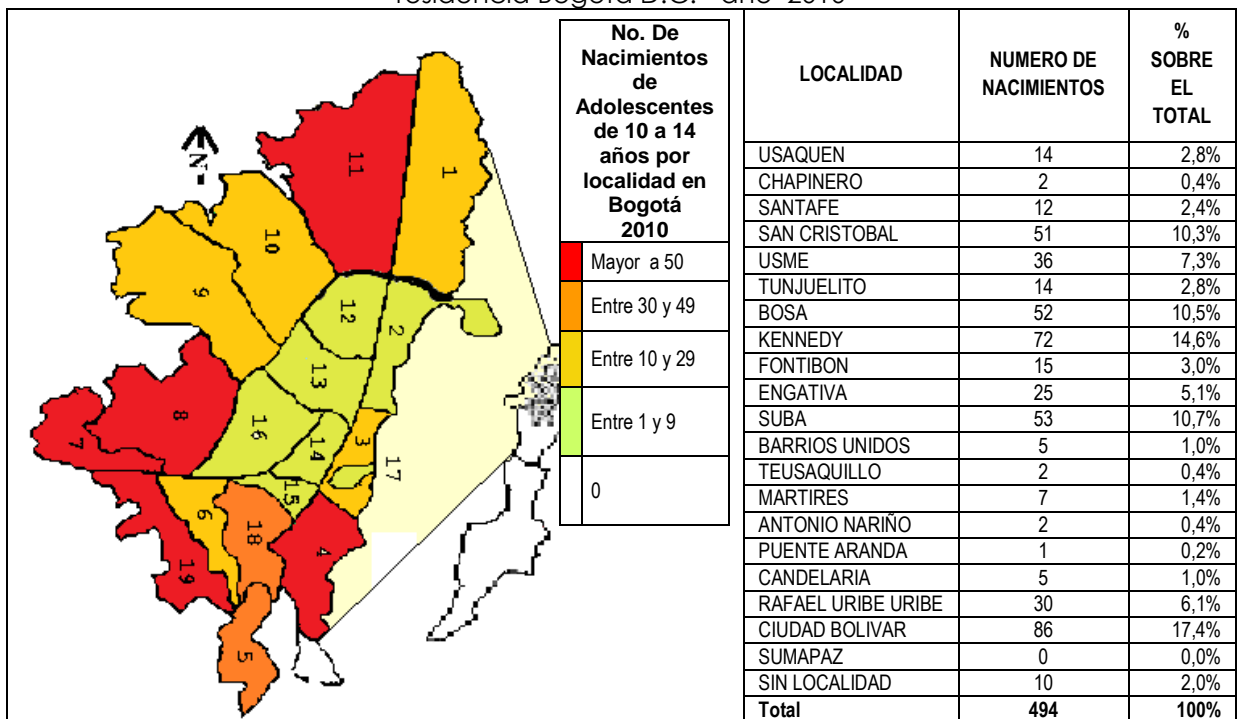 residencia Bogotá D.C. año 2010
No. De
Nacimientos
de
Adolescentes
de 10 a 14
años por
localidad en
Bogotá
2010
Mayor a 50
Entre 30 y 49
Entre 10 y 29
Entre 1 y 9
0
N
11
1
10
9
12
2
13
8
16
14
3
17
7
15
6
18
4
19
5
LOCALIDAD NUMERO DE NACIMIENTOS % SOBRE EL TOTAL
USAQUEN 14 2,8%
CHAPINERO 2 0,4%
SANTAFE 12 2,4%
SAN CRISTOBAL 51 10,3%
USME 36 7,3%
TUNJUELITO 14 2,8%
BOSA 52 10,5%
KENNEDY 72 14,6%
FONTIBON 15 3,0%
ENGATIVA 25 5,1%
SUBA 53 10,7%
BARRIOS UNIDOS 5 1,0%
TEUSAQUILLO 2 0,4%
MARTIRES 7 1,4%
ANTONIO NARIÑO 2 0,4%
PUENTE ARANDA 1 0,2%
CANDELARIA 5 1,0%
RAFAEL URIBE URIBE 30 6,1%
CIUDAD BOLIVAR 86 17,4%
SUMAPAZ 0 0,0%
SIN LOCALIDAD 10 2,0%
Total 494 100%